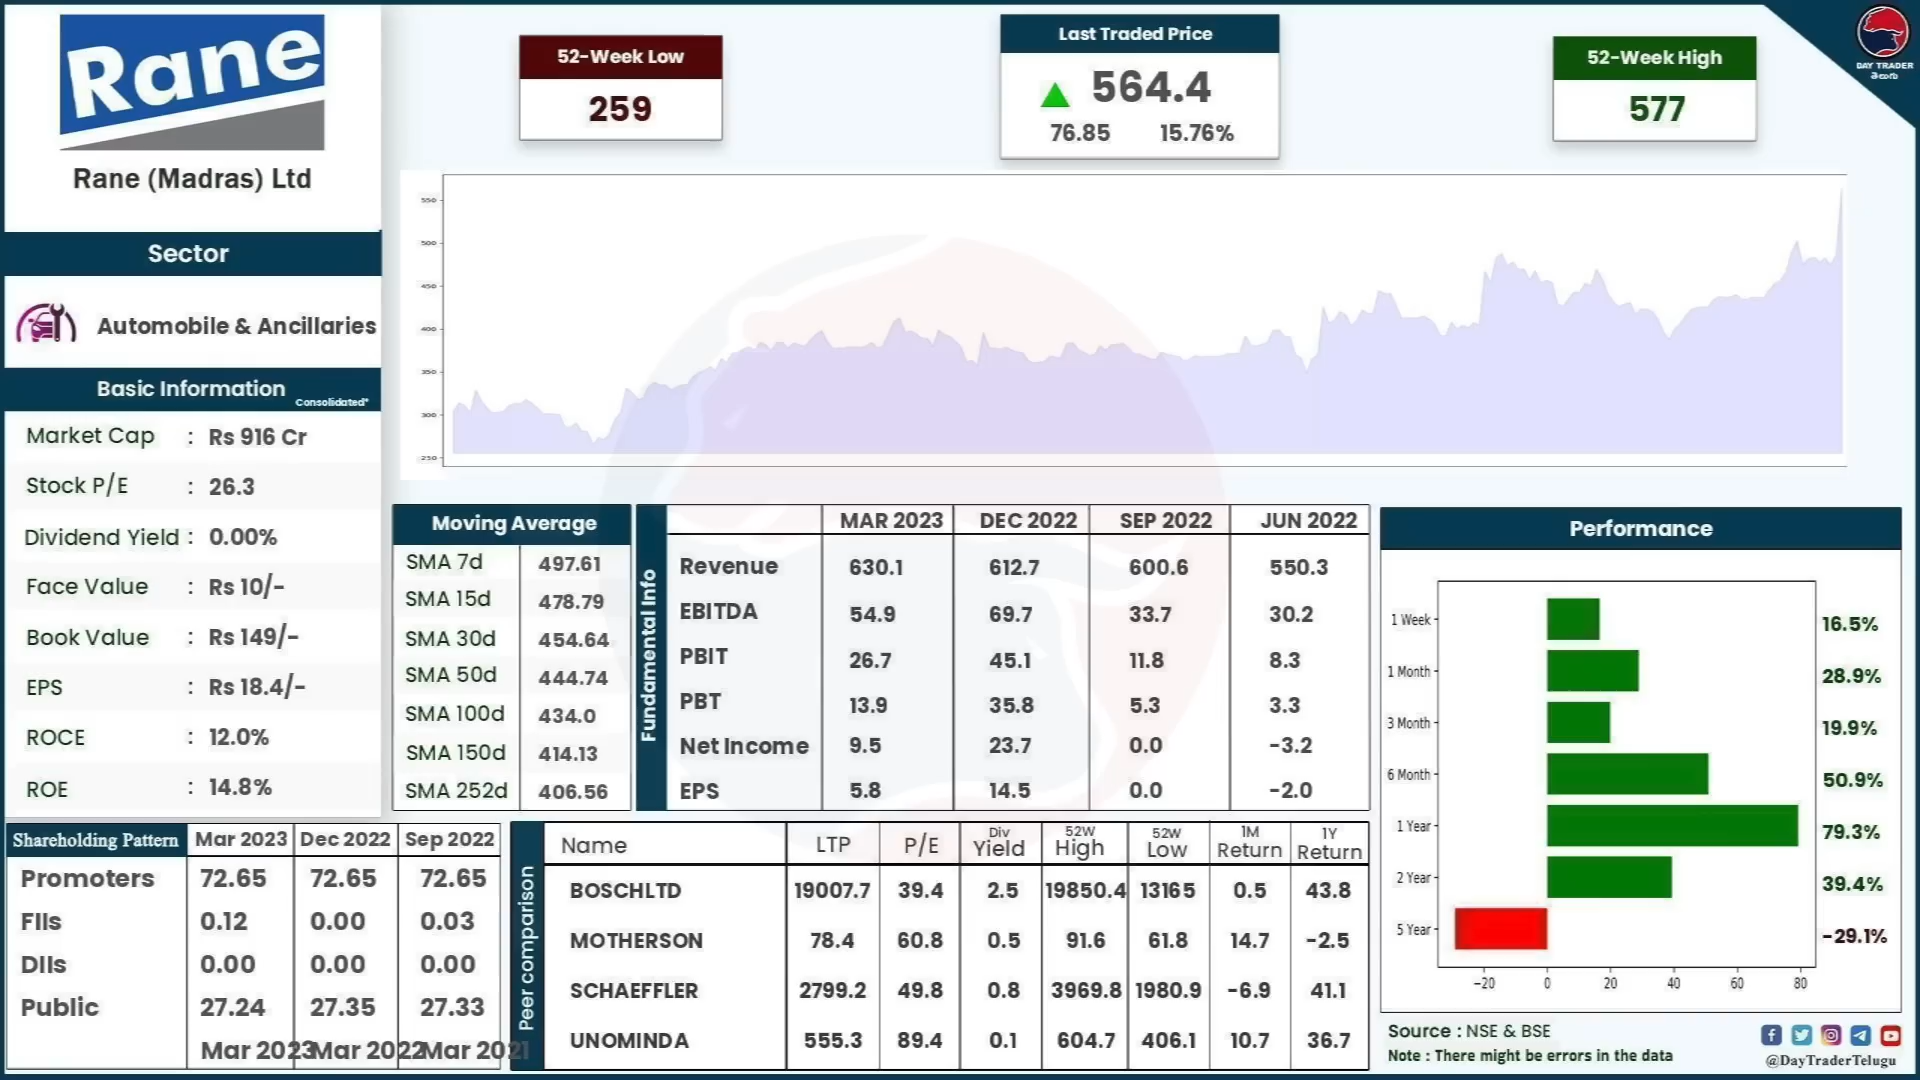 Rane
Rane (Madras) Ltd
52-Week Low
259
Last Traded Price
564.4
76.85 15.76%
52-Week High
577
DAY TRADER
తెలుగు
Sector
Automobile & Ancillaries
Basic Information
Consolidated*
Market Cap : Rs 916 Cr
Stock P/E : 26.3
Dividend Yield : 0.00%
Face Value : Rs 10/-
Book Value : Rs 149/-
EPS : Rs 18.4/-
ROCE : 12.0%
ROE : 14.8%
550
500
450
400
350
300
250
Moving Average
SMA 7d 497.61
SMA 15d 478.79
SMA 30d 454.64
SMA 50d 444.74
SMA 100d 434.0
SMA 150d 414.13
SMA 252d 406.56
Fundamental Info
MAR 2023 DEC 2022 SEP 2022 JUN 2022
Revenue 630.1 612.7 600.6 550.3
EBITDA 54.9 69.7 33.7 30.2
PBIT 26.7 45.1 11.8 8.3
PBT 13.9 35.8 5.3 3.3
Net Income 9.5 23.7 0.0 -3.2
EPS 5.8 14.5 0.0 -2.0
Performance
1 Week 16.5%
1 Month 28.9%
3 Month 19.9%
6 Month 50.9%
1 Year 79.3%
2 Year 39.4%
5 Year -29.1%
−20 0 20 40 60 80
Shareholding Pattern Mar 2023 Dec 2022 Sep 2022
Promoters 72.65 72.65 72.65
FIIs 0.12 0.00 0.03
DIIs 0.00 0.00 0.00
Public 27.24 27.35 27.33
Mar 2023 Mar 2022 Mar 2021
Peer comparison
Name LTP P/E Div Yield 52W High 52W Low 1M Return 1Y Return
BOSCHLTD 19007.7 39.4 2.5 19850.4 13165 0.5 43.8
MOTHERSON 78.4 60.8 0.5 91.6 61.8 14.7 -2.5
SCHAEFFLER 2799.2 49.8 0.8 3969.8 1980.9 -6.9 41.1
UNOMINDA 555.3 89.4 0.1 604.7 406.1 10.7 36.7
Source : NSE & BSE
Note : There might be errors in the data
@DayTraderTelugu